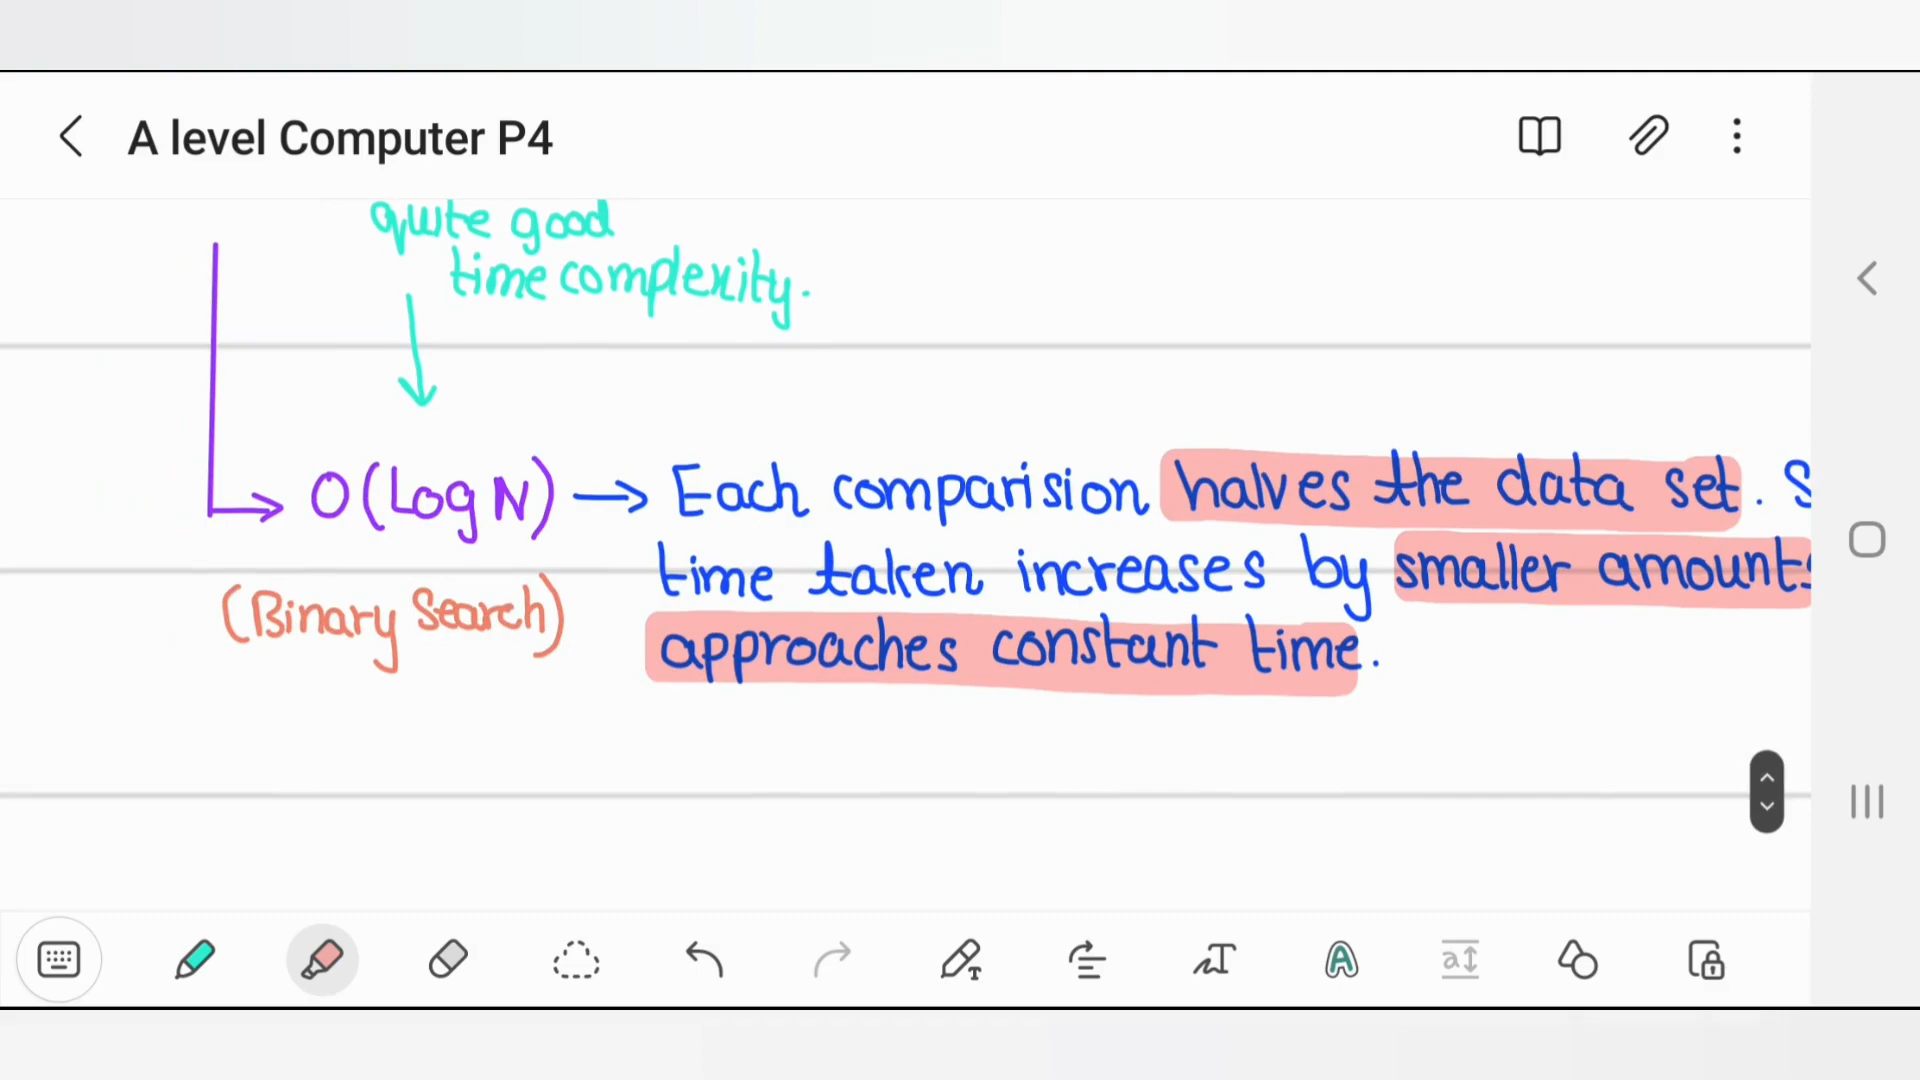 A level Computer P4
quite good
time complexity.
O(Log N) → Each comparision halves the data set. S
(Binary Search)
time taken increases by smaller amounts
approaches constant time.